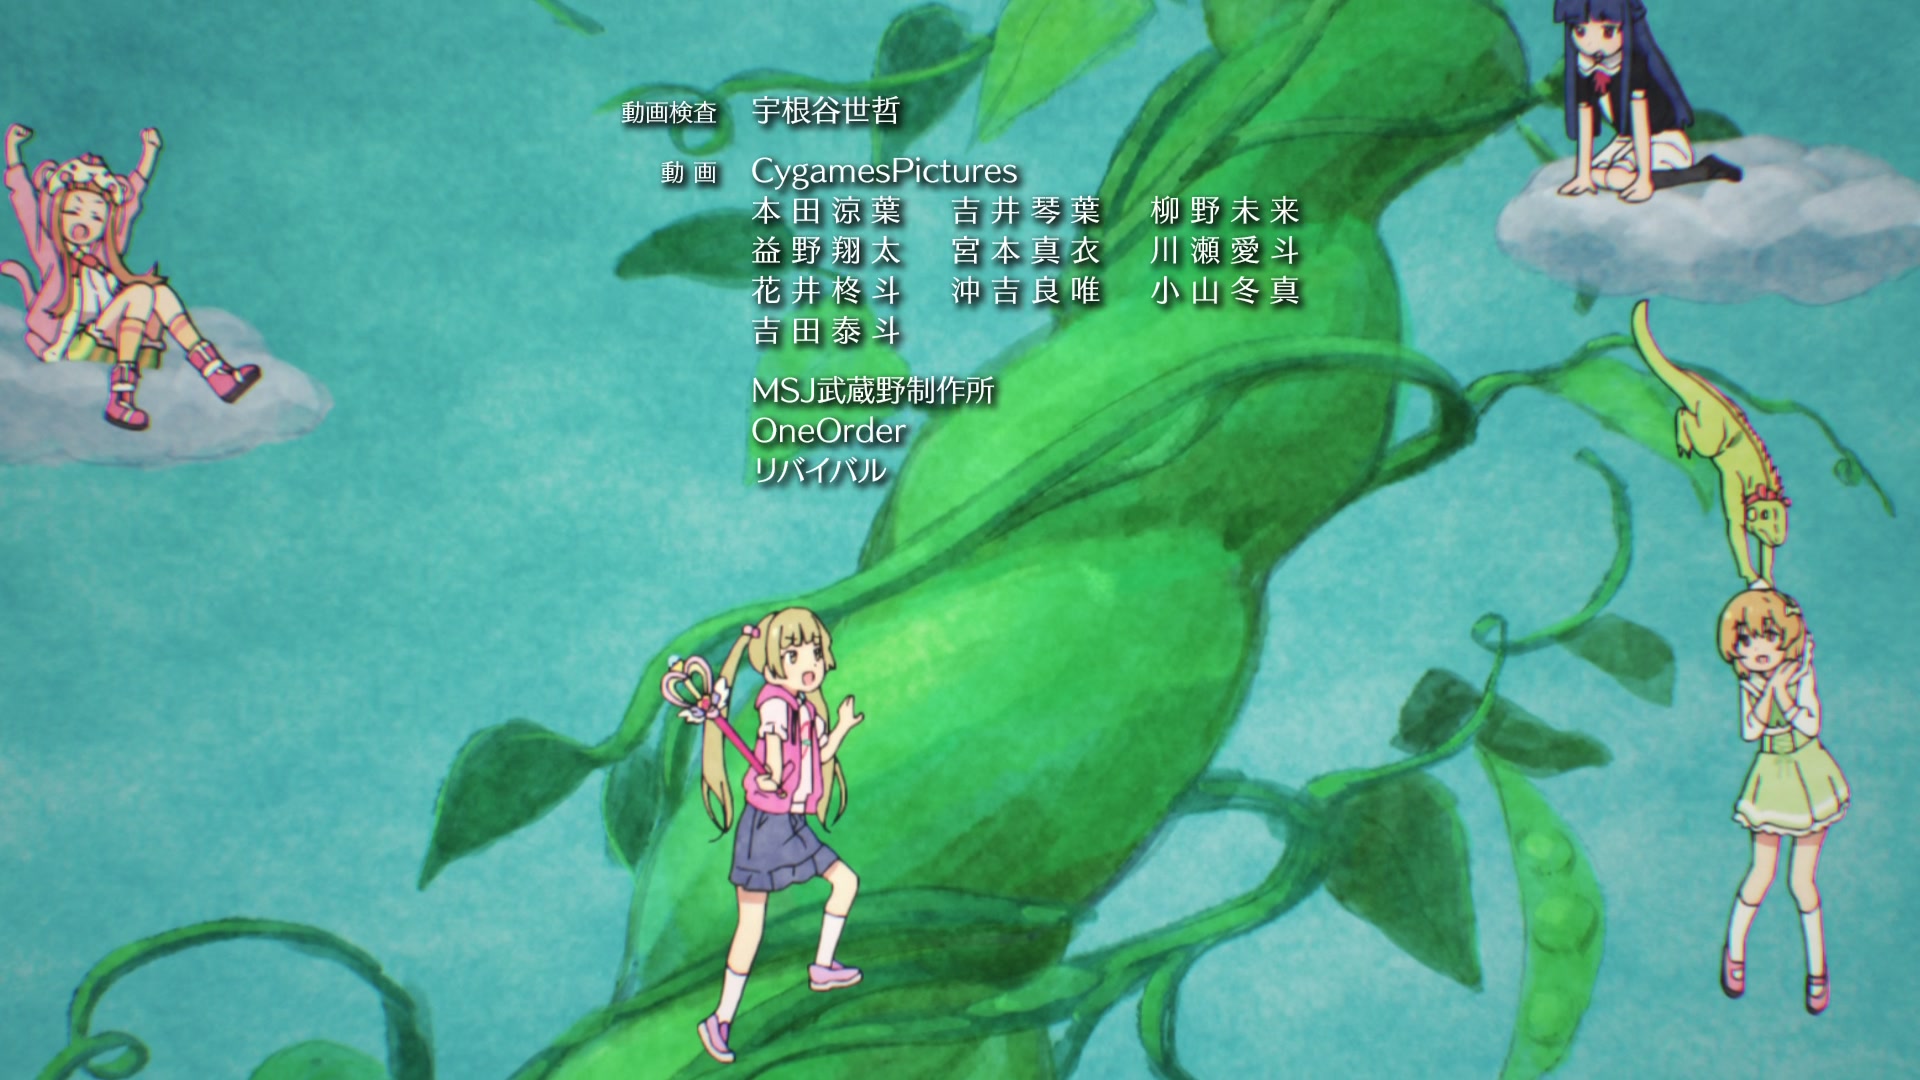 動画検査 宇根谷世哲
動画 CygamesPictures
本田涼葉 吉井琴葉 柳野未来
益野翔太 宮本真衣 川瀬愛斗
花井柊斗 沖吉良唯 小山冬真
吉田泰斗
MSJ武蔵野制作所
OneOrder
リバイバル